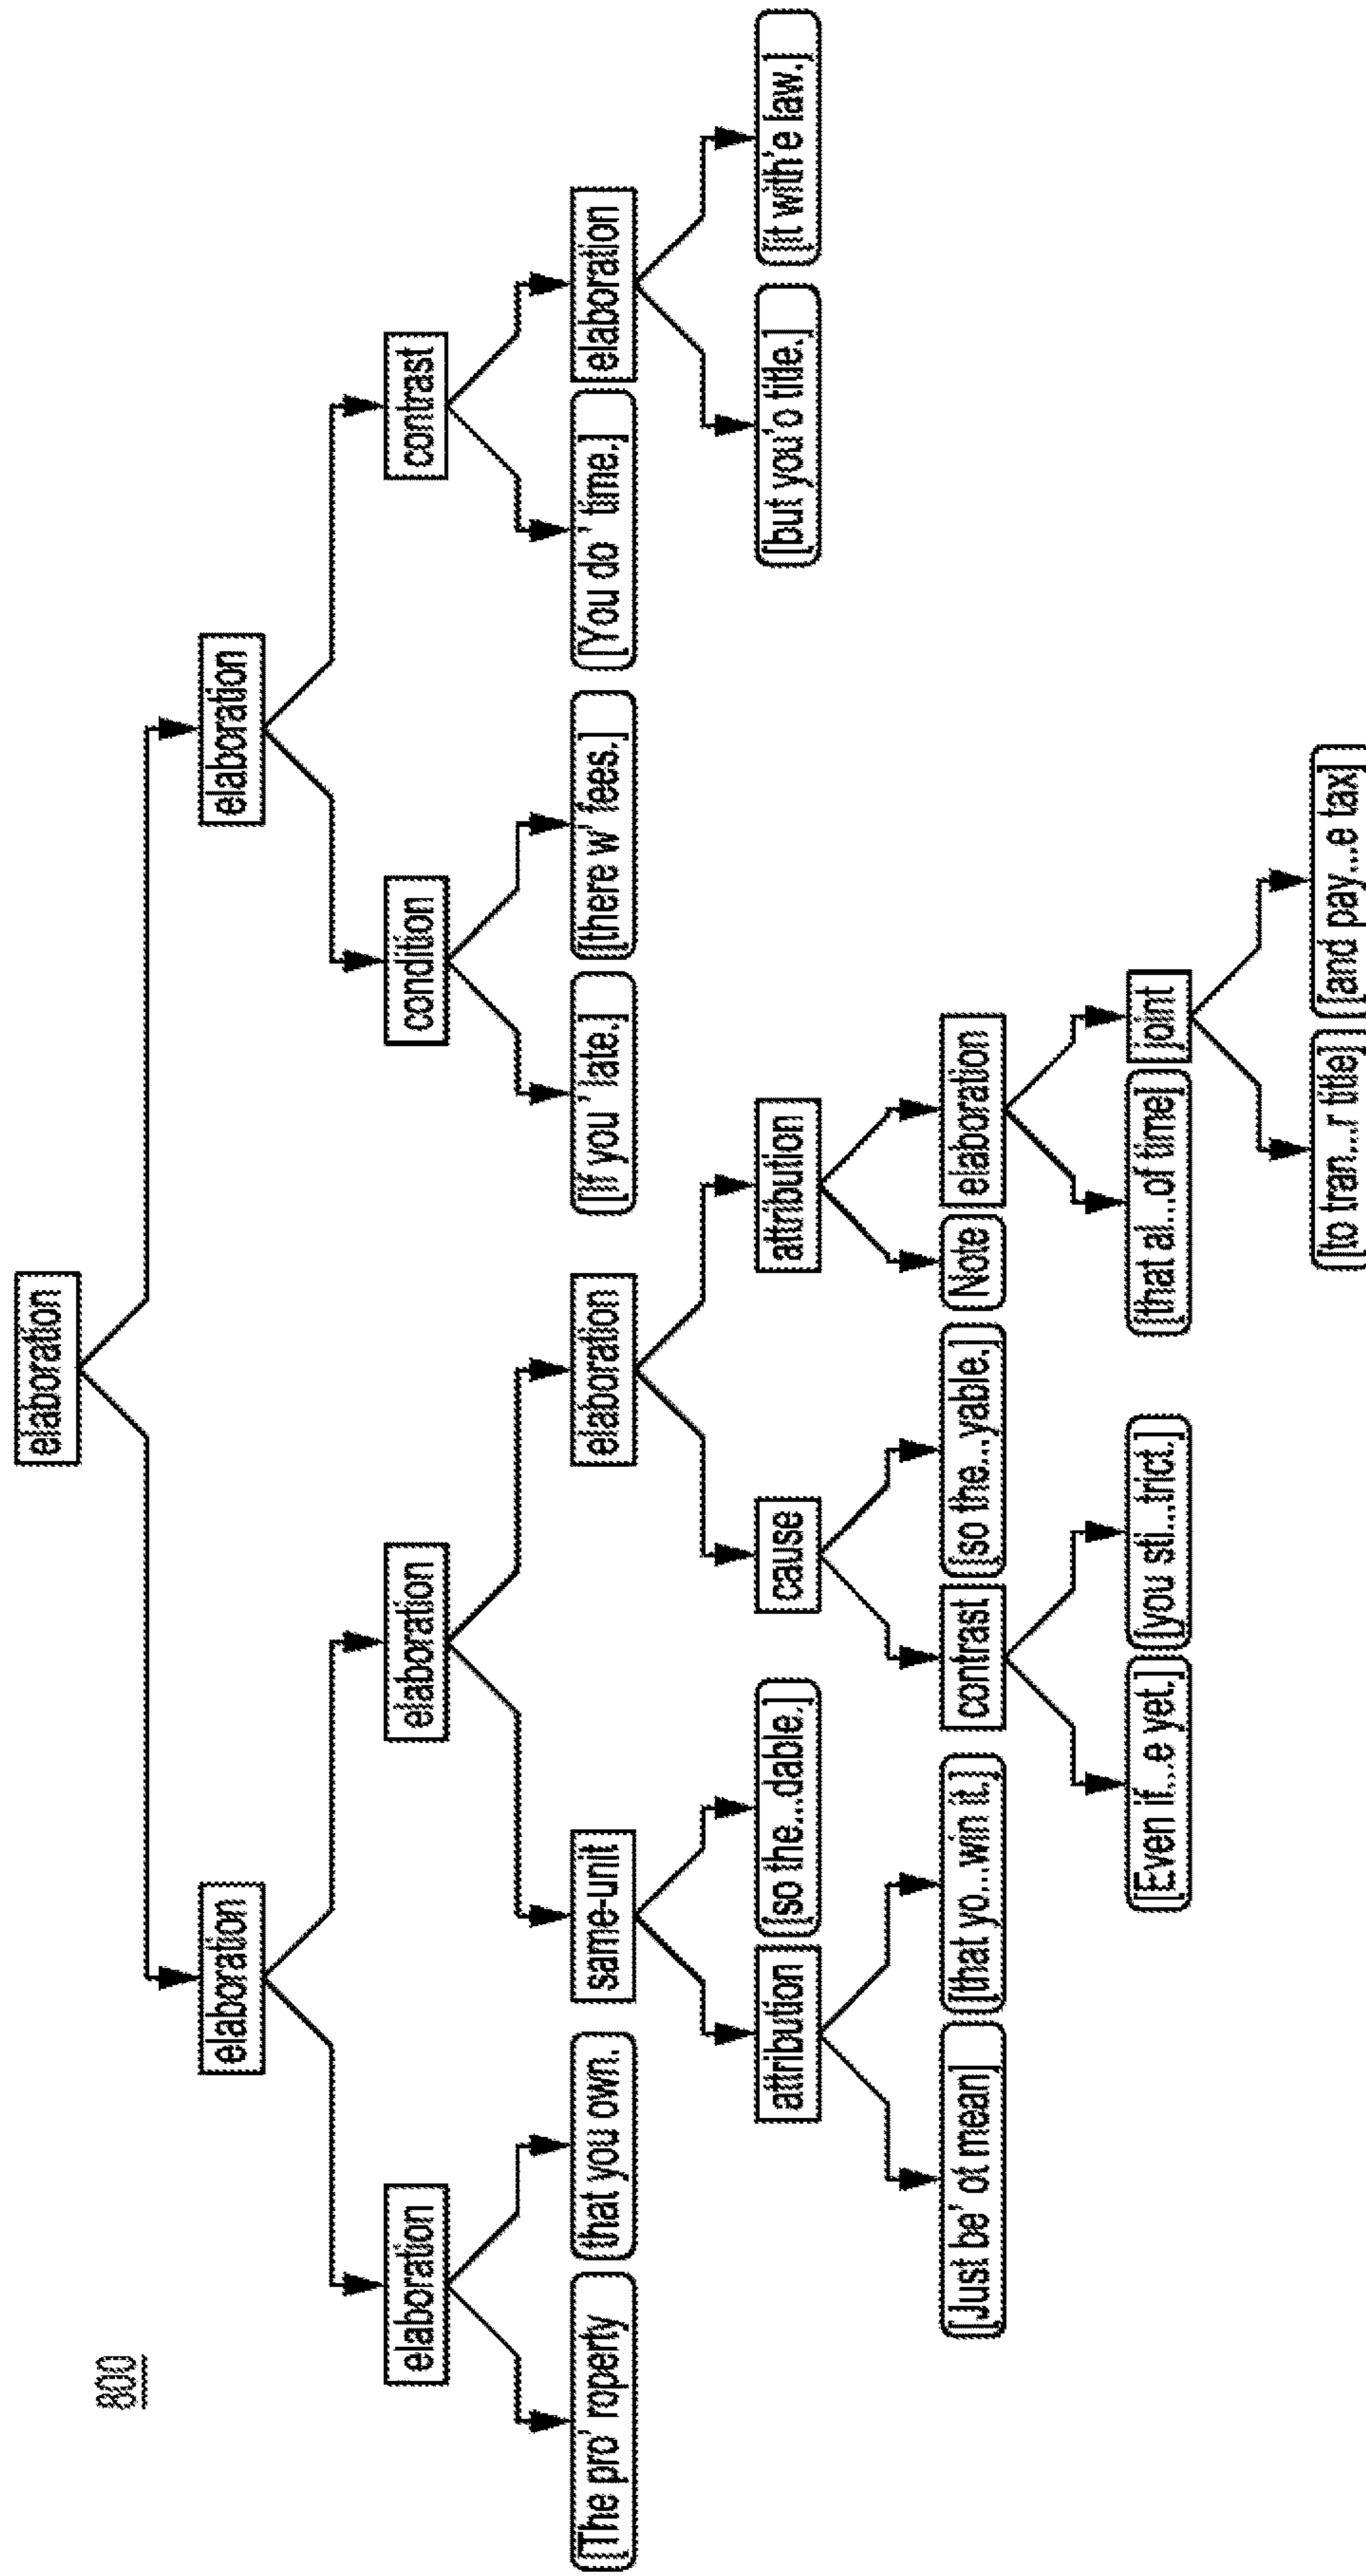 800
elaboration
elaboration
elaboration
elaboration
elaboration
condition
contrast
[The pro' roperty
that you own.
same-unit
elaboration
[If you ' late.]
[there w' fees.]
[You do ' time.]
elaboration
attribution
[so the...dable.]
cause
attribution
[but you'o title.]
[it with'e law.]
[Just be' ot mean]
[that yo...win it.]
contrast
[so the...yable.]
Note
elaboration
[Even if...e yet.]
[you sti...trict.]
[that al...of time]
joint
[to tran...r title]
[and pay...e tax]